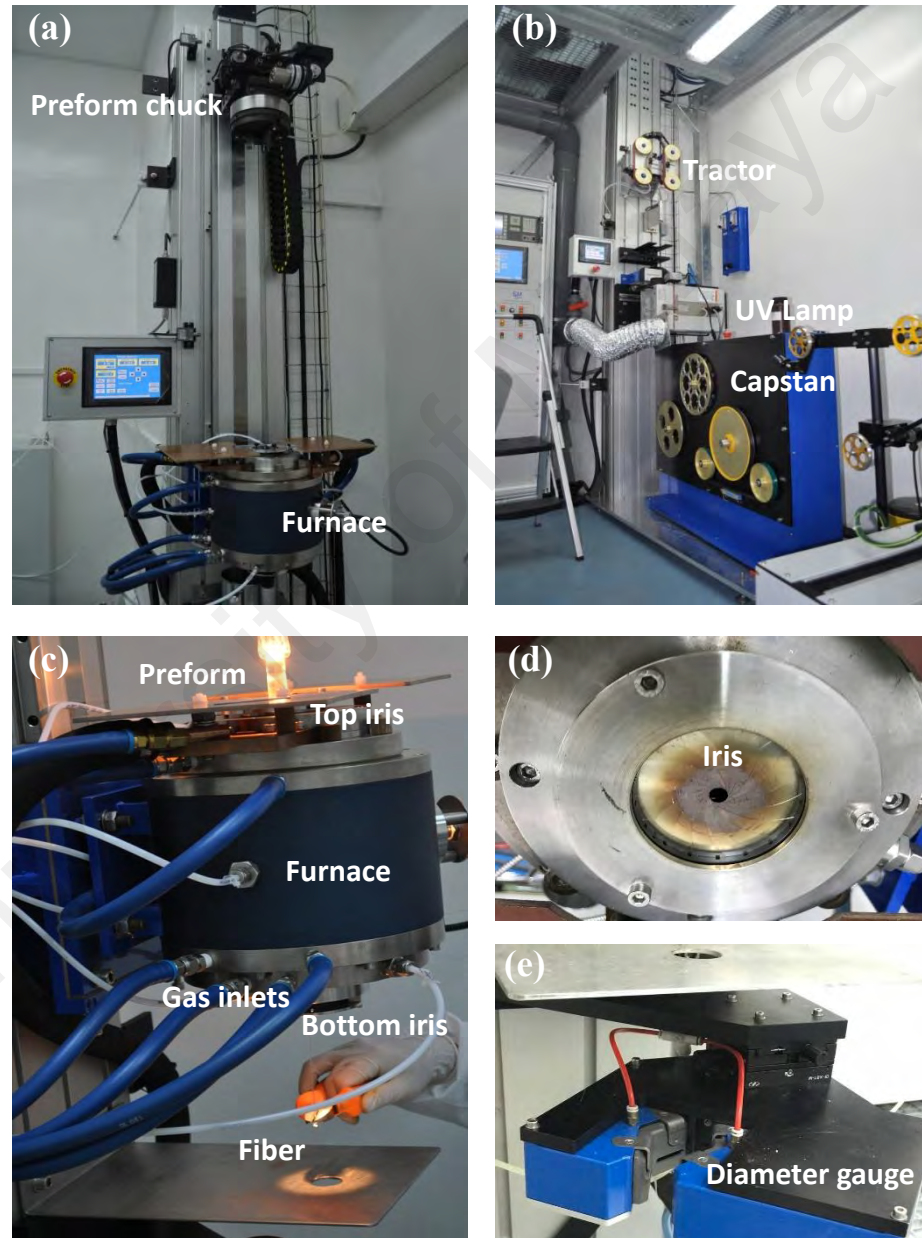 (a)
Preform chuck
Furnace
(b)
Tractor
UV Lamp
Capstan
(c)
Preform
Top iris
Furnace
Gas inlets
Bottom iris
Fiber
(d)
Iris
(e)
Diameter gauge